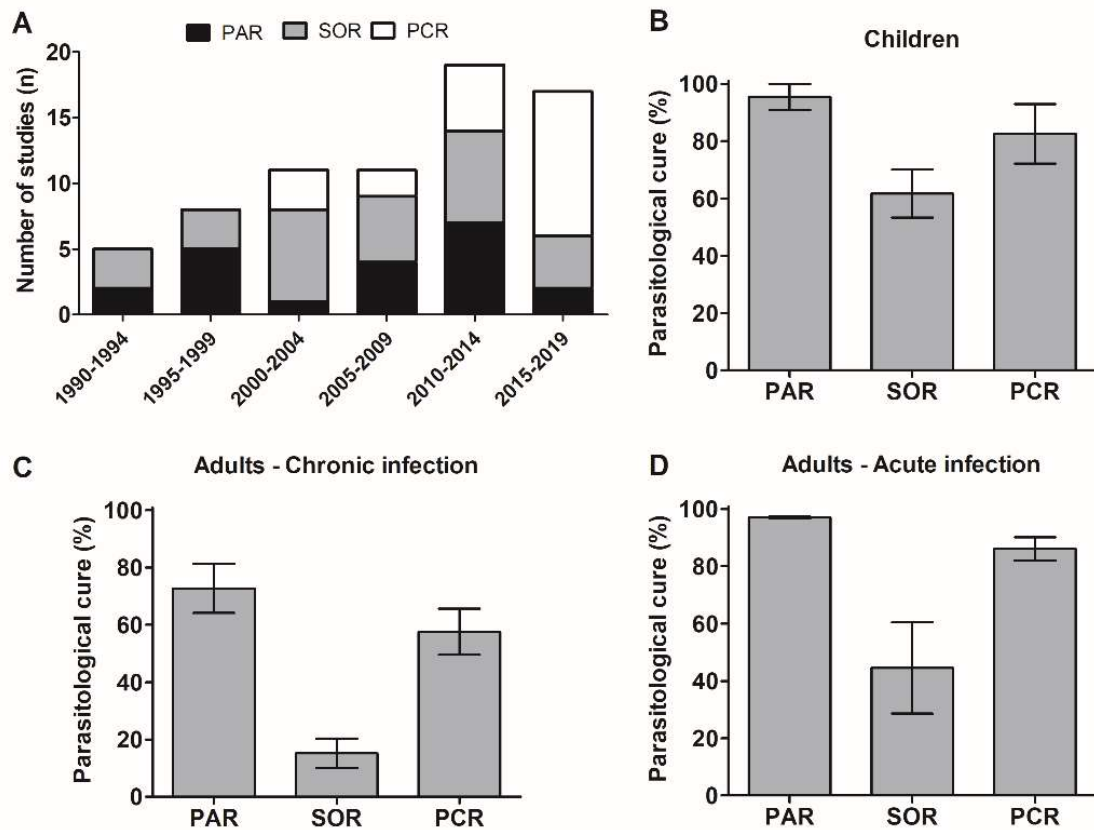 A
PAR SOR PCR
Number of studies (n)
20
15
10
5
0
1990-1994
1995-1999
2000-2004
2005-2009
2010-2014
2015-2019
B
Children
Parasitological cure (%)
100
80
60
40
20
0
PAR SOR PCR
C
Adults - Chronic infection
Parasitological cure (%)
100
80
60
40
20
0
PAR SOR PCR
D
Adults - Acute infection
Parasitological cure (%)
100
80
60
40
20
0
PAR SOR PCR